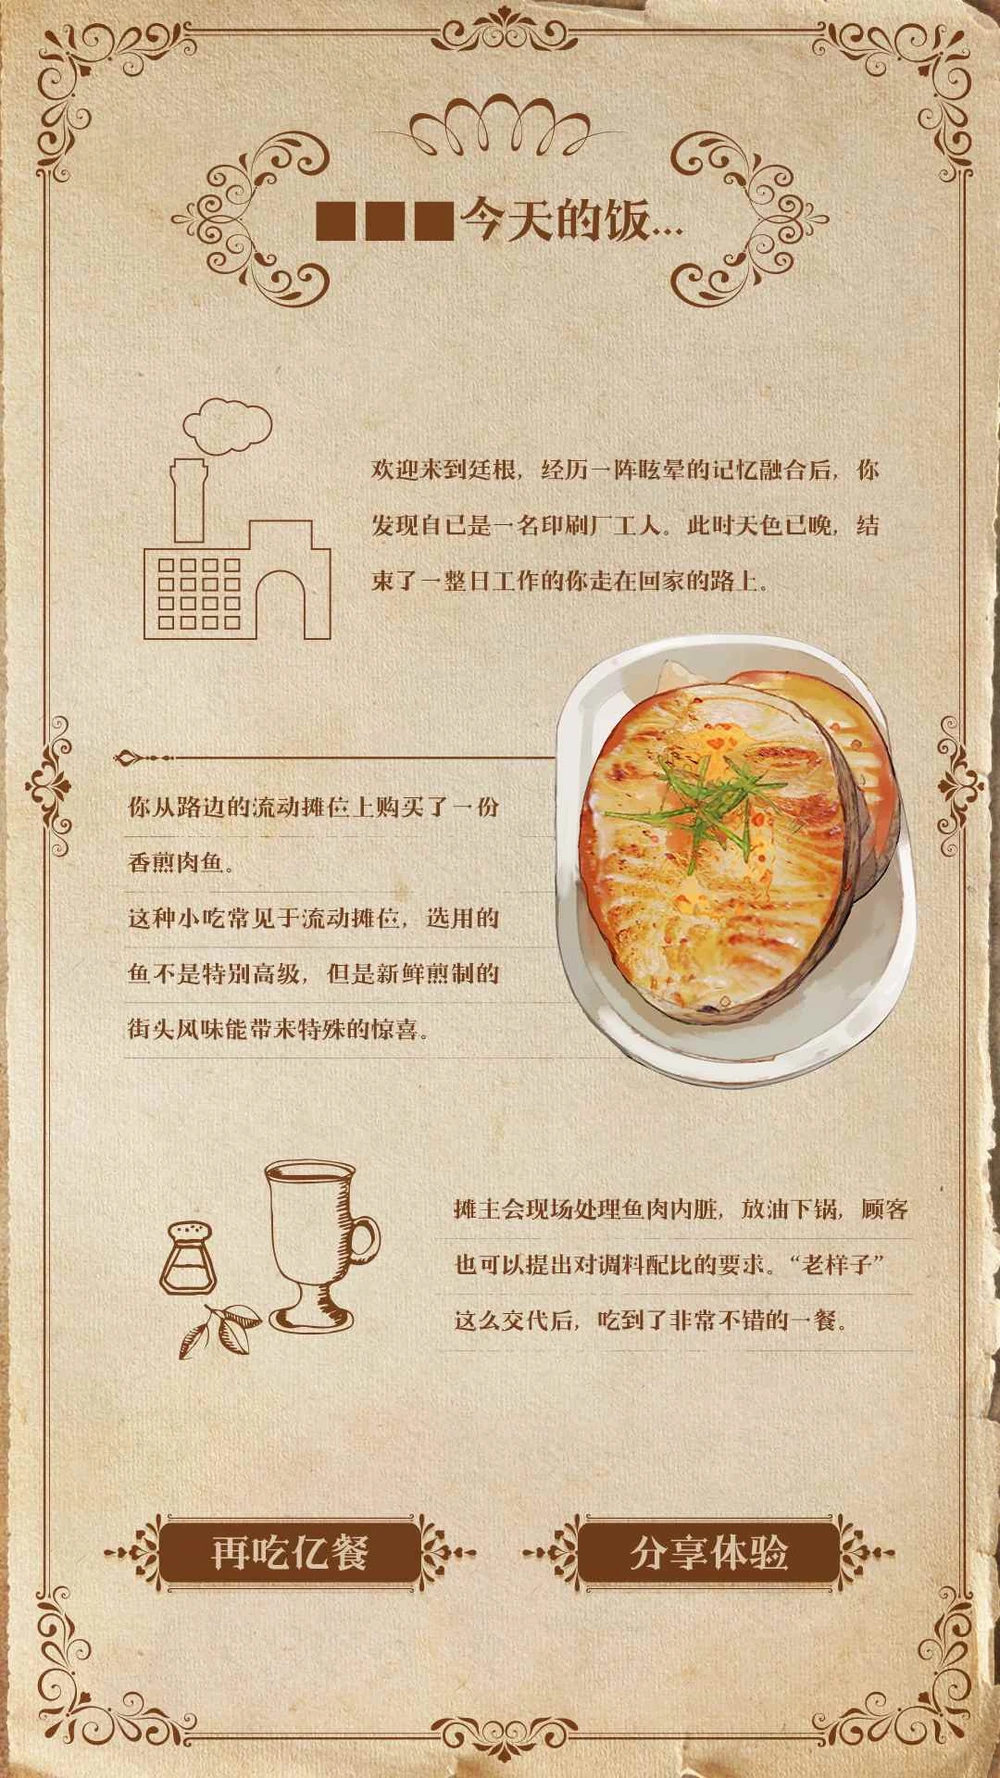 ■■■今天的饭...
欢迎来到廷根，经历一阵眩晕的记忆融合后，你
发现自己是一名印刷厂工人。此时天色已晚，结
束了一整日工作的你走在回家的路上。
你从路边的流动摊位上购买了一份
香煎肉鱼。
这种小吃常见于流动摊位，选用的
鱼不是特别高级，但是新鲜煎制的
街头风味能带来特殊的惊喜。
摊主会现场处理鱼肉内脏，放油下锅，顾客
也可以提出对调料配比的要求。“老样子”
这么交代后，吃到了非常不错的一餐。
再吃亿餐
分享体验